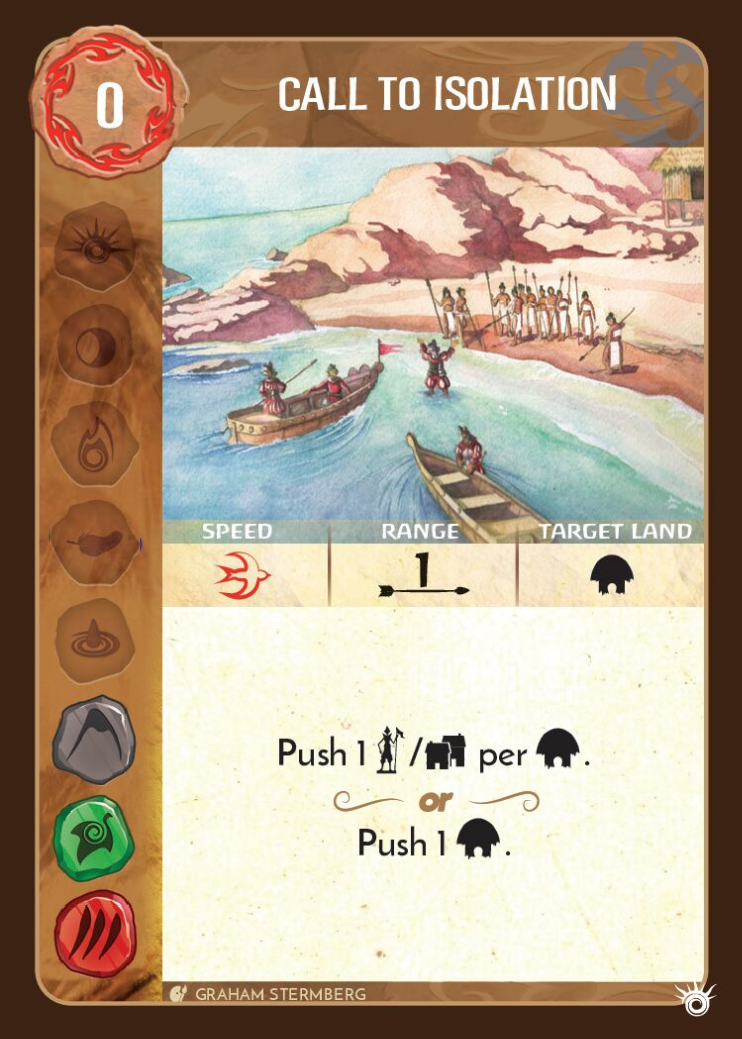 0
CALL TO ISOLATION
SPEED RANGE TARGET LAND
1
Push 1 / per .
or
Push 1 .
GRAHAM STERMBERG